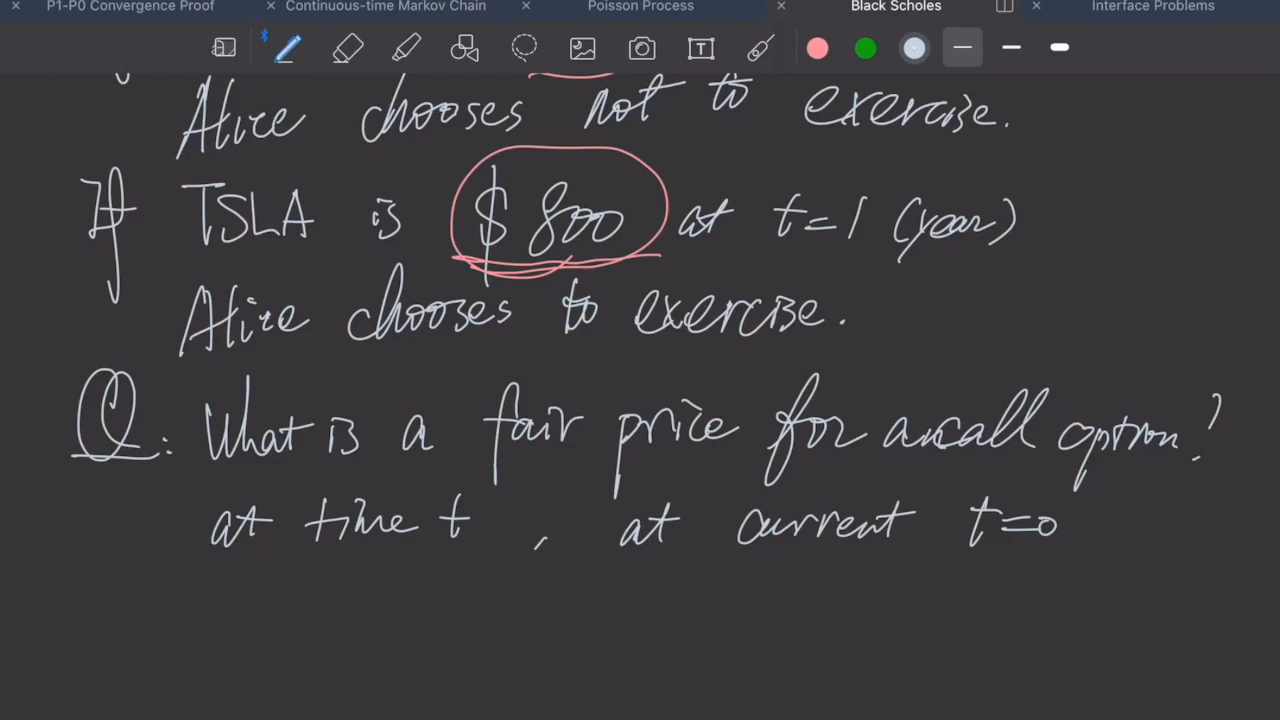 P1-P0 Convergence Proof
Continuous-time Markov Chain
Poisson Process
Black Scholes
Interface Problems
Alice chooses not to exercise.
If TSLA is $800 at t=1 (year)
Alice chooses to exercise.
Q: What is a fair price for a call option?
at time t , at current t=0